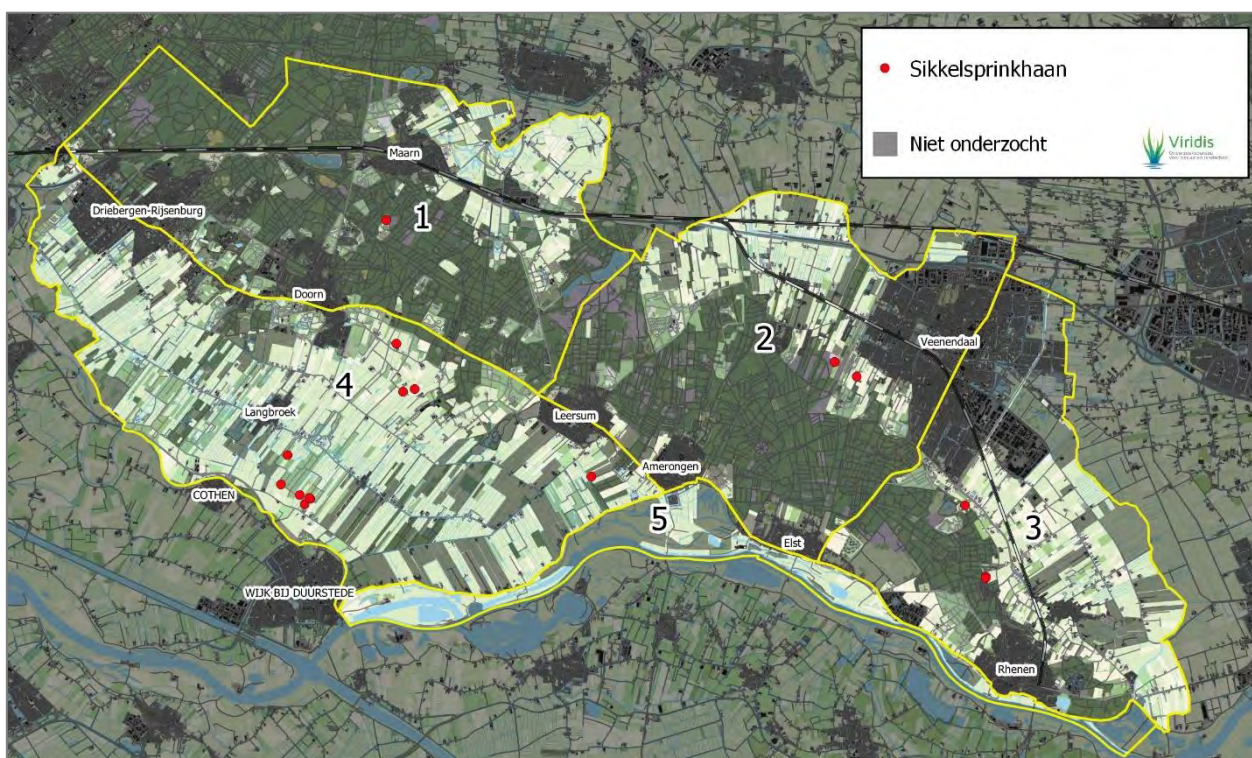 Sikkelsprinkhaan
Niet onderzocht
Viridis
Maarn
Driebergen-Rijsenburg
1
Doorn
2
Veenendaal
4
Langbroek
Leersum
Amerongen
COTHEN
5
3
Elst
WIJK BIJ DUURSTEDE
Rhenen